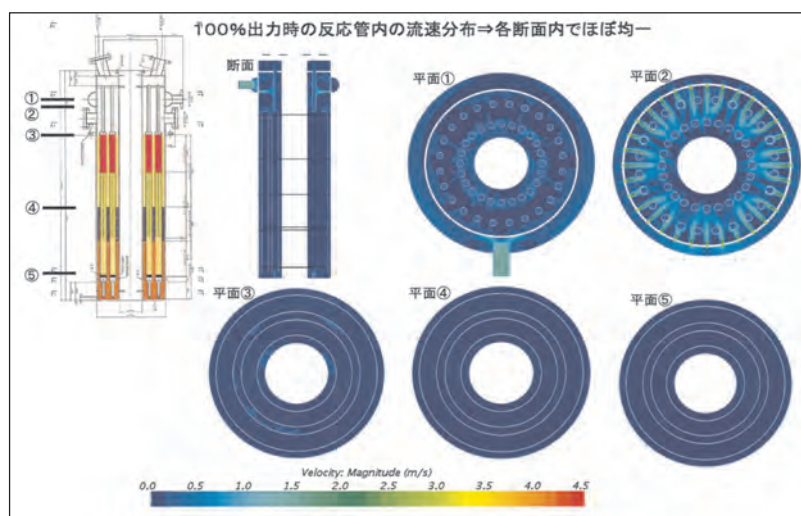 100%出力時の反応管内の流速分布⇒各断面内でほぼ均一
断面
平面①
平面②
①
②
③
④
⑤
平面③
平面④
平面⑤
Velocity: Magnitude (m/s)
0.0 0.5 1.0 1.5 2.0 2.5 3.0 3.5 4.0 4.5